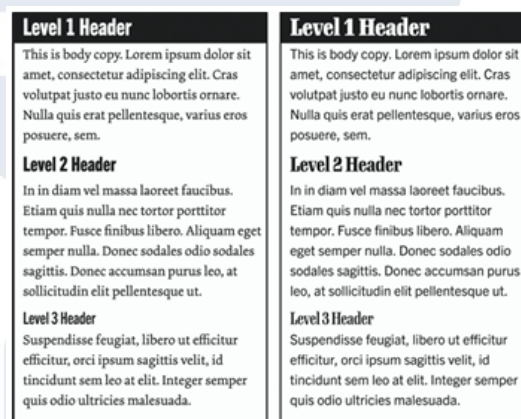 Level 1 Header
This is body copy. Lorem ipsum dolor sit
amet, consectetur adipiscing elit. Cras
volutpat justo eu nunc lobortis ornare.
Nulla quis erat pellentesque, varius eros
posuere, sem.
Level 2 Header
In in diam vel massa laoreet faucibus.
Etiam quis nulla nec tortor porttitor
tempor. Fusce finibus libero. Aliquam eget
semper nulla. Donec sodales odio sodales
sagittis. Donec accumsan purus leo, at
sollicitudin elit pellentesque ut.
Level 3 Header
Suspendisse feugiat, libero ut efficitur
efficitur, orci ipsum sagittis velit, id
tincidunt sem leo at elit. Integer semper
quis odio ultricies malesuada.
Level 1 Header
This is body copy. Lorem ipsum dolor sit
amet, consectetur adipiscing elit. Cras
volutpat justo eu nunc lobortis ornare.
Nulla quis erat pellentesque, varius eros
posuere, sem.
Level 2 Header
In in diam vel massa laoreet faucibus.
Etiam quis nulla nec tortor porttitor
tempor. Fusce finibus libero. Aliquam
eget semper nulla. Donec sodales odio
sodales sagittis. Donec accumsan purus
leo, at sollicitudin elit pellentesque ut.
Level 3 Header
Suspendisse feugiat, libero ut efficitur
efficitur, orci ipsum sagittis velit, id
tincidunt sem leo at elit. Integer semper
quis odio ultricies malesuada.